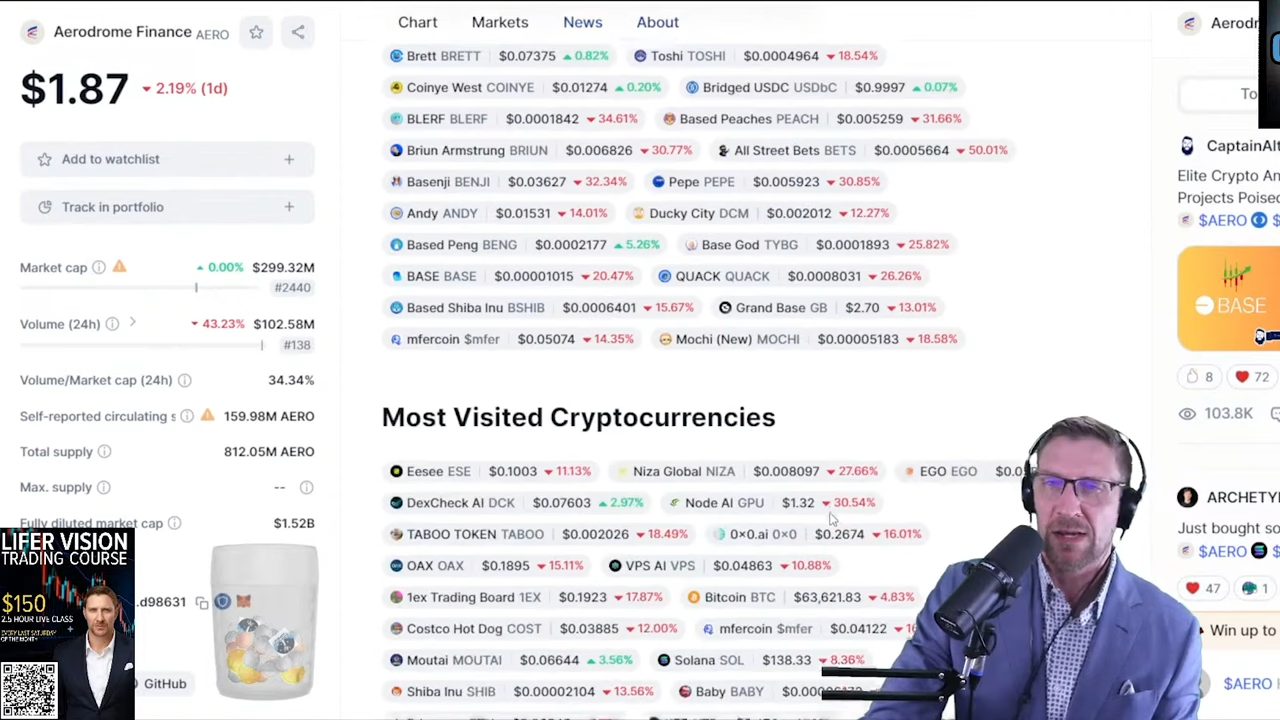 Aerodrome Finance AERO
$1.87 2.19% (1d)
Add to watchlist +
Track in portfolio +
Market cap 0.00% $299.32M
#2440
Volume (24h) 43.23% $102.58M
#138
Volume/Market cap (24h) 34.34%
Self-reported circulating s 159.98M AERO
Total supply 812.05M AERO
Max. supply --
Fully diluted market cap $1.52B
.d98631
GitHub
LIFER VISION
TRADING COURSE
$150
2.5 HOUR LIVE CLASS
EVERY LAST SATURDAY
OF THE MONTH
Chart Markets News About
Brett BRETT $0.07375 0.82% Toshi TOSHI $0.0004964 18.54%
Coinye West COINYE $0.01274 0.20% Bridged USDC USDbC $0.9997 0.07%
BLERF BLERF $0.0001842 34.61% Based Peaches PEACH $0.005259 31.66%
Briun Armstrung BRIUN $0.006826 30.77% All Street Bets BETS $0.0005664 50.01%
Basenji BENJI $0.03627 32.34% Pepe PEPE $0.005923 30.85%
Andy ANDY $0.01531 14.01% Ducky City DCM $0.002012 12.27%
Based Peng BENG $0.0002177 5.26% Base God TYBG $0.0001893 25.82%
BASE BASE $0.00001015 20.47% QUACK QUACK $0.0008031 26.26%
Based Shiba Inu BSHIB $0.0006401 15.67% Grand Base GB $2.70 13.01%
mfercoin $mfer $0.05074 14.35% Mochi (New) MOCHI $0.00005183 18.58%
Most Visited Cryptocurrencies
Eesee ESE $0.1003 11.13% Niza Global NIZA $0.008097 27.66% EGO EGO
DexCheck AI DCK $0.07603 2.97% Node AI GPU $1.32 30.54%
TABOO TOKEN TABOO $0.002026 18.49% 0x0.ai 0x0 $0.2674 16.01%
OAX OAX $0.1895 15.11% VPS AI VPS $0.04863 10.88%
1ex Trading Board 1EX $0.1923 17.87% Bitcoin BTC $63,621.83 4.83%
Costco Hot Dog COST $0.03885 12.00% mfercoin $mfer $0.04122
Moutai MOUTAI $0.06644 3.56% Solana SOL $138.33 8.36%
Shiba Inu SHIB $0.00002104 13.56% Baby BABY
Aerodr
To
CaptainAlt
Elite Crypto An
Projects Poised
$AERO $
BASE
8 72
103.8K
ARCHETYP
Just bought so
$AERO $
47 1
Win up to
$AERO